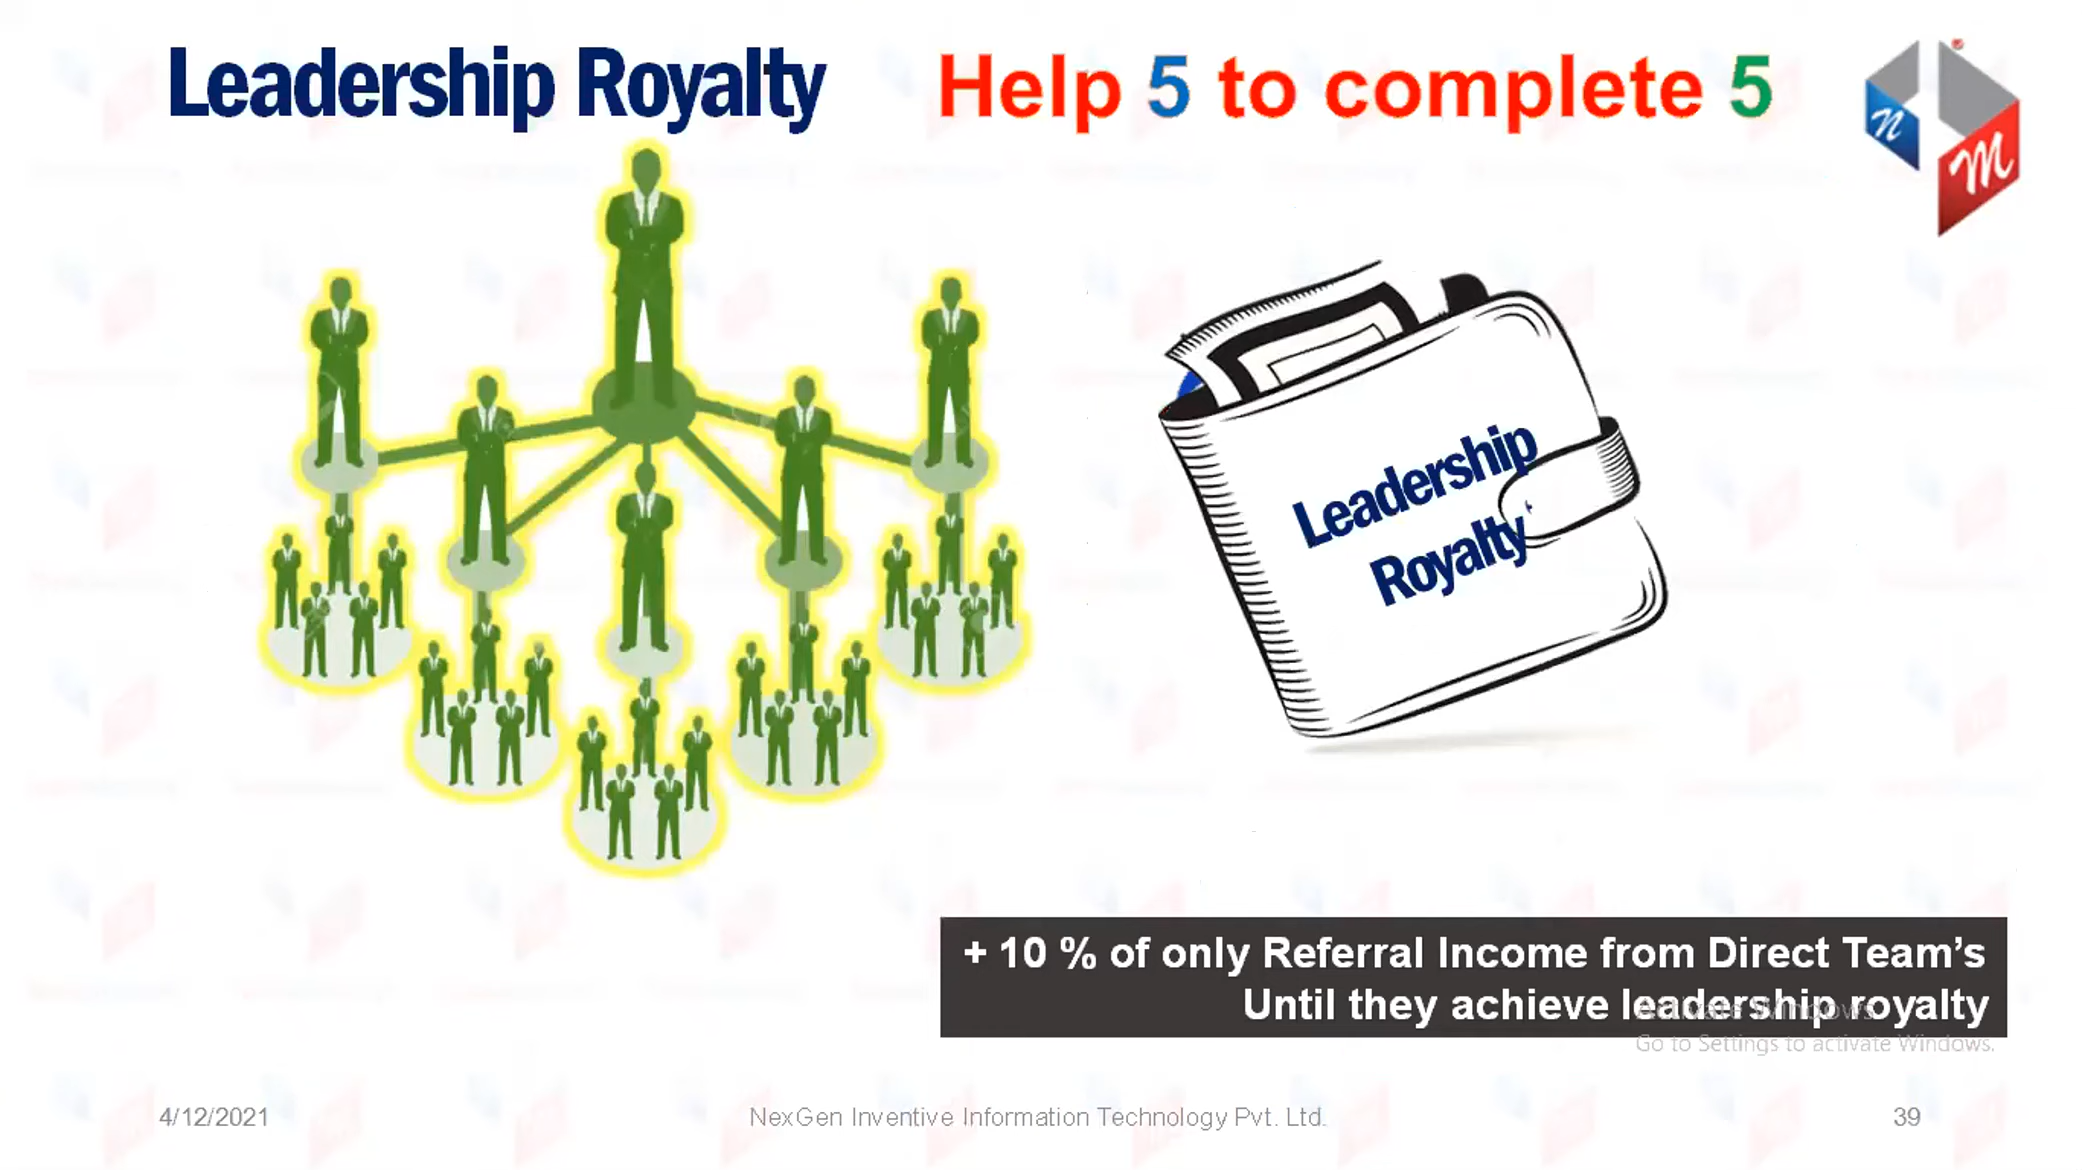 Leadership Royalty
Help 5 to complete 5
n
M
Leadership
Royalty
+ 10 % of only Referral Income from Direct Team’s
Until they achieve leadership royalty
Activate Windows
Go to Settings to activate Windows.
4/12/2021
NexGen Inventive Information Technology Pvt. Ltd.
39